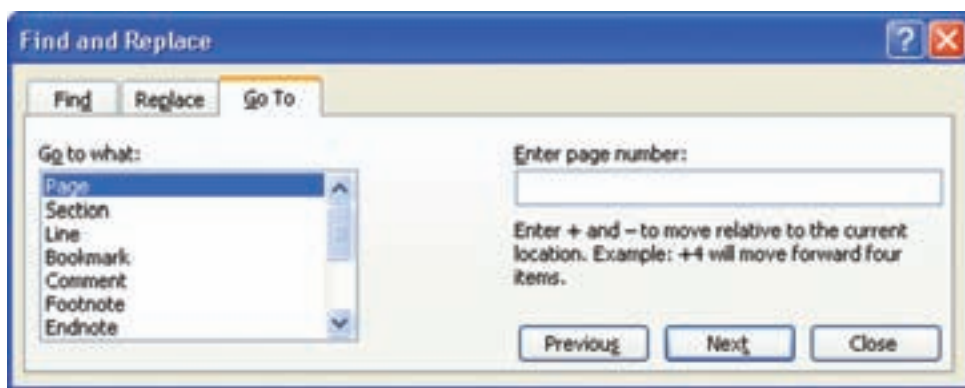 Find and Replace
Find
Replace
Go To
Go to what:
Page
Section
Line
Bookmark
Comment
Footnote
Endnote
Enter page number:
Enter + and – to move relative to the current
location. Example: +4 will move forward four
items.
Previous
Next
Close